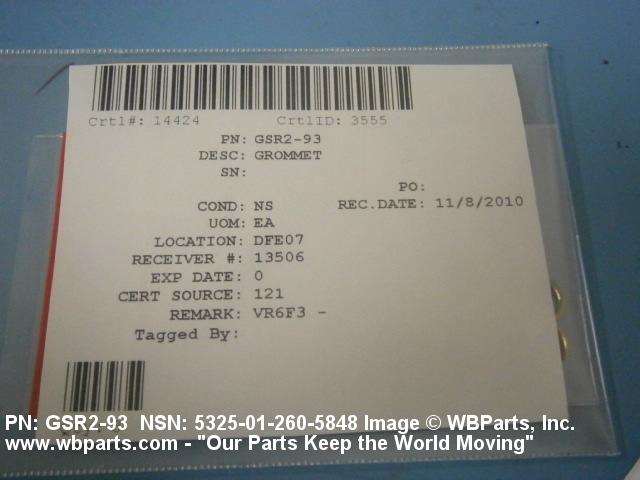 Crtl#: 14424 CrtlID: 3555
PN: GSR2-93
DESC: GROMMET
SN:
PO:
COND: NS REC.DATE: 11/8/2010
UOM: EA
LOCATION: DFE07
RECEIVER #: 13506
EXP DATE: 0
CERT SOURCE: 121
REMARK: VR6F3 -
Tagged By:
PN: GSR2-93 NSN: 5325-01-260-5848 Image © WBParts, Inc.
www.wbparts.com - "Our Parts Keep the World Moving"